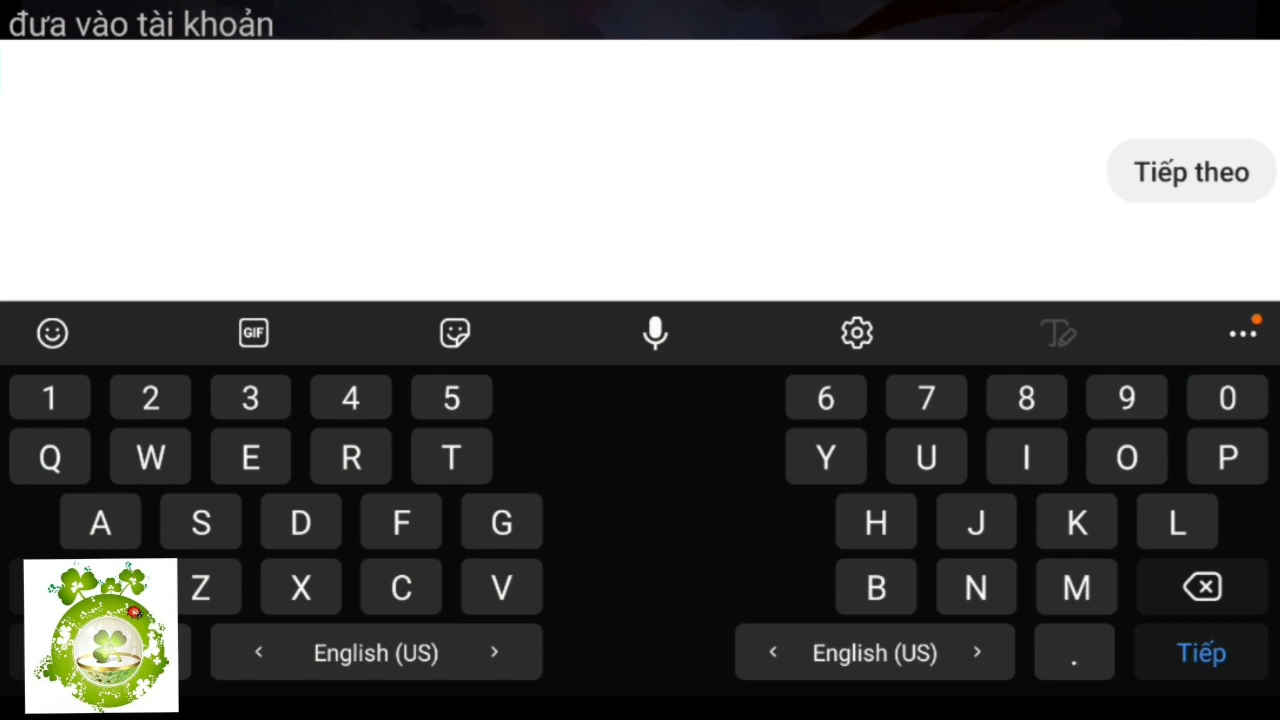 đưa vào tài khoản
Tiếp theo
GIF
1 2 3 4 5 6 7 8 9 0
Q W E R T Y U I O P
A S D F G H J K L
Z X C V B N M
< English (US) > < English (US) > . Tiếp